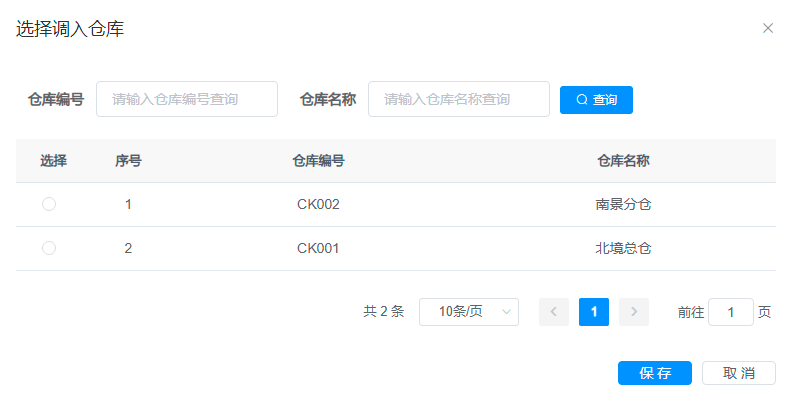 选择调入仓库
仓库编号 请输入仓库编号查询 仓库名称 请输入仓库名称查询 查询
选择 序号 仓库编号 仓库名称
1 CK002 南景分仓
2 CK001 北境总仓
共 2 条 10条/页 1 前往 1 页
保存 取消